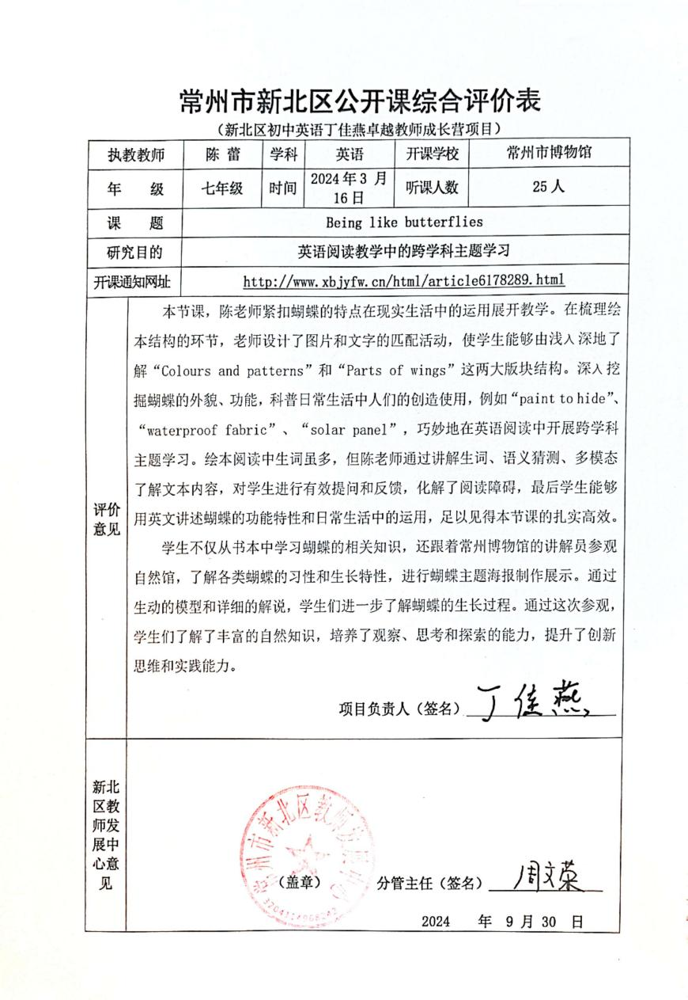 常州市新北区公开课综合评价表
（新北区初中英语丁佳燕卓越教师成长营项目）
执教教师 陈 蕾 学科 英语 开课学校 常州市博物馆
年 级 七年级 时间 2024 年 3 月 16 日 听课人数 25 人
课 题 Being like butterflies
研究目的 英语阅读教学中的跨学科主题学习
开课通知网址 http://www.xbjyfw.cn/html/article6178289.html
评价意见
本节课，陈老师紧扣蝴蝶的特点在现实生活中的运用展开教学。在梳理绘
本结构的环节，老师设计了图片和文字的匹配活动，使学生能够由浅入深地了
解“Colours and patterns”和“Parts of wings”这两大版块结构。深入挖
掘蝴蝶的外貌、功能，科普日常生活中人们的创造使用，例如“paint to hide”、
“waterproof fabric”、“solar panel”，巧妙地在英语阅读中开展跨学科
主题学习。绘本阅读中生词虽多，但陈老师通过讲解生词、语义猜测、多模态
了解文本内容，对学生进行有效提问和反馈，化解了阅读障碍，最后学生能够
用英文讲述蝴蝶的功能特性和日常生活中的运用，足以见得本节课的扎实高效。
学生不仅从书本中学习蝴蝶的相关知识，还跟着常州博物馆的讲解员参观
自然馆，了解各类蝴蝶的习性和生长特性，进行蝴蝶主题海报制作展示。通过
生动的模型和详细的解说，学生们进一步了解蝴蝶的生长过程。通过这次参观，
学生们了解了丰富的自然知识，培养了观察、思考和探索的能力，提升了创新
思维和实践能力。
项目负责人（签名） 丁佳燕
新北区教师发展中心意见
常州市新北区教师发展中心
（盖章） 分管主任（签名） 周文荣
2024 年 9 月 30 日